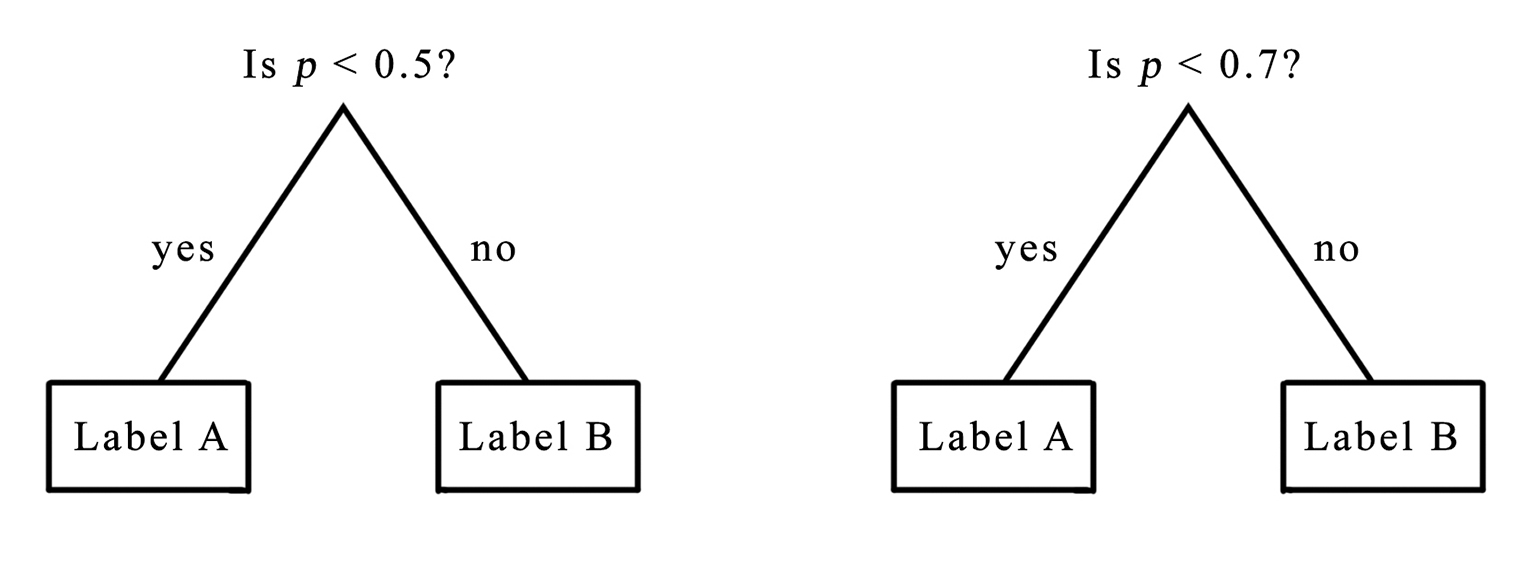 Is p < 0.5?
yes
no
Label A
Label B
Is p < 0.7?
yes
no
Label A
Label B